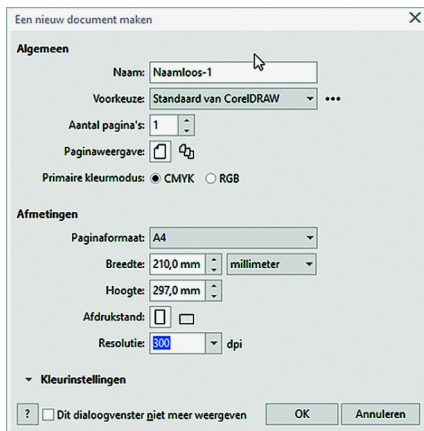 Een nieuw document maken
Algemeen
Naam: Naamloos-1
Voorkeuze: Standaard van CorelDRAW
Aantal pagina's: 1
Paginaweergave:
Primaire kleurmodus: CMYK RGB
Afmetingen
Paginaformaat: A4
Breedte: 210,0 mm millimeter
Hoogte: 297,0 mm
Afdrukstand:
Resolutie: 300 dpi
Kleurinstellingen
? Dit dialoogvenster niet meer weergeven OK Annuleren